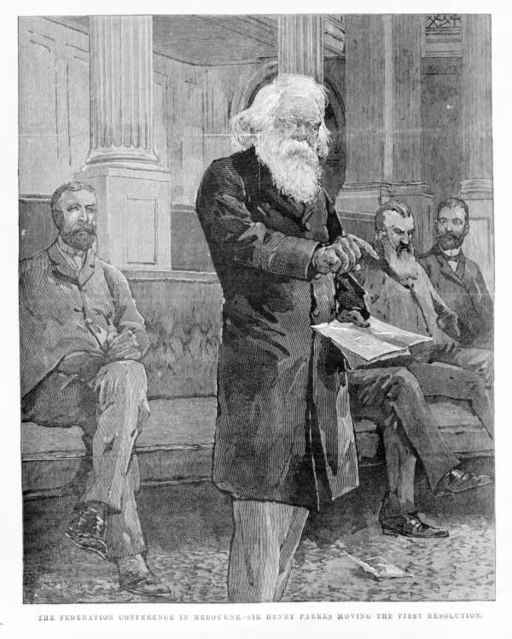 THE FEDERATION CONFERENCE IN MELBOURNE—SIR HENRY PARKES MOVING THE FIRST RESOLUTION.